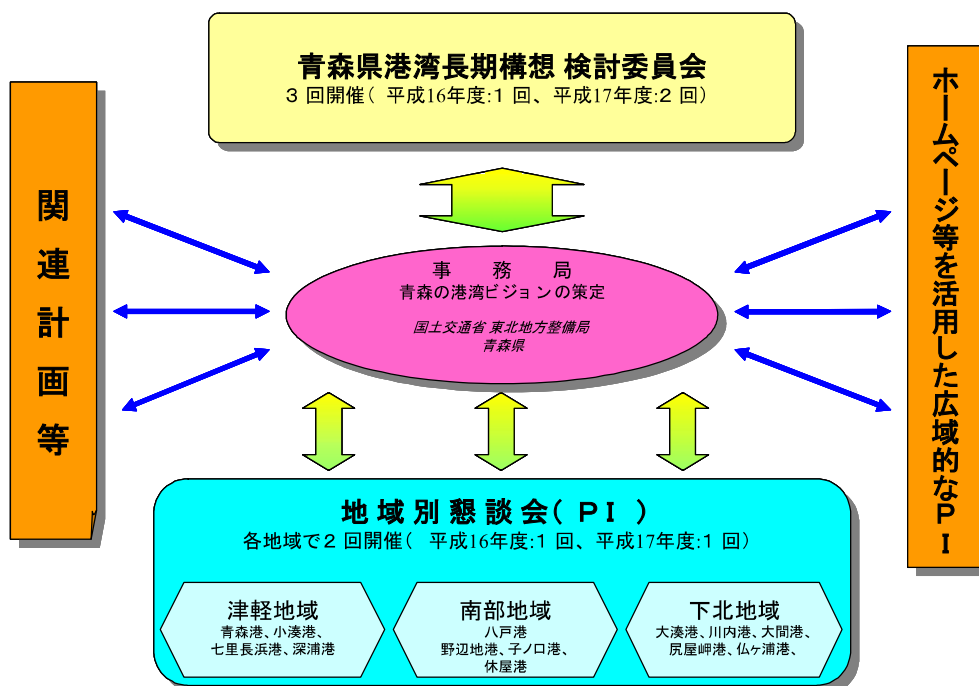 青森県港湾長期構想 検討委員会
3 回開催( 平成16年度:1 回、平成17年度:2 回)
関連計画等
ホームページ等を活用した広域的なPI
事 務 局
青森の港湾ビジョンの策定
国土交通省 東北地方整備局
青森県
地 域 別 懇 談 会( P I )
各地域で2 回開催( 平成16年度:1 回、平成17年度:1 回)
津軽地域
青森港、小湊港、
七里長浜港、深浦港
南部地域
八戸港
野辺地港、子ノ口港、
休屋港
下北地域
大湊港、川内港、大間港、
尻屋岬港、仏ヶ浦港、